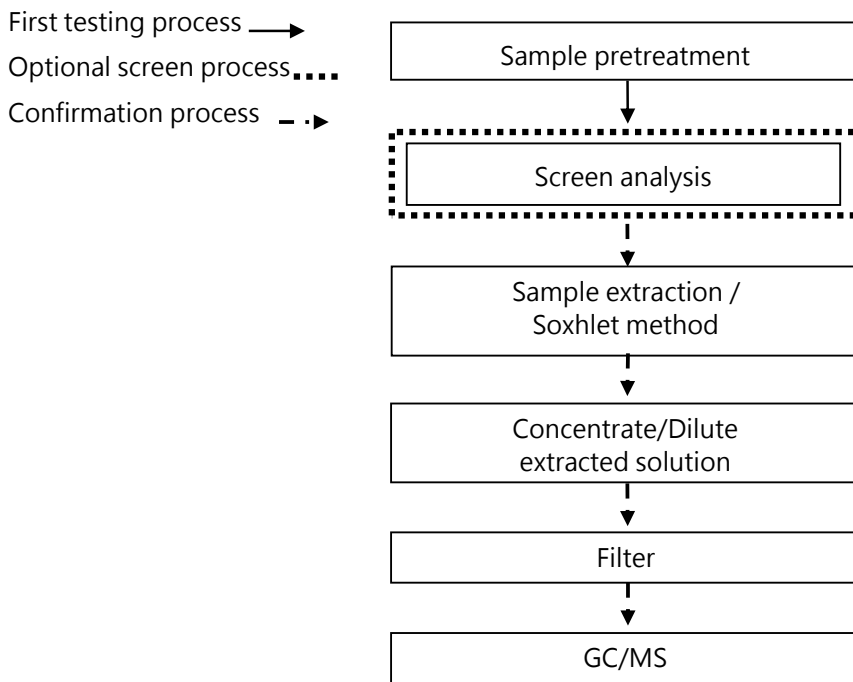 First testing process
Optional screen process
Confirmation process
Sample pretreatment
Screen analysis
Sample extraction /
Soxhlet method
Concentrate/Dilute
extracted solution
Filter
GC/MS